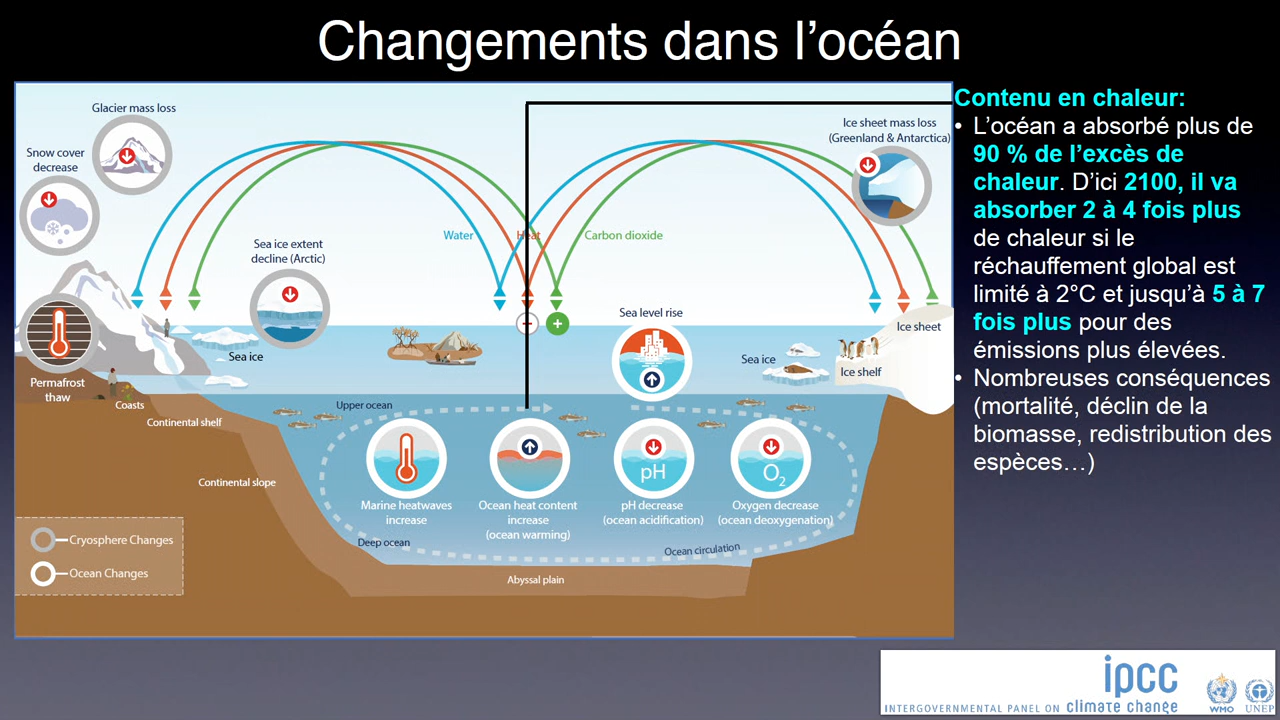 Changements dans l'océan
Glacier mass loss
Snow cover
decrease
Sea ice extent
decline (Arctic)
Water
Heat
Carbon dioxide
Ice sheet mass loss
(Greenland & Antarctica)
Sea level rise
Ice sheet
Sea ice
Sea ice
Ice shelf
Permafrost
thaw
Coasts
Continental shelf
Upper ocean
Continental slope
pH
O2
Marine heatwaves
increase
Ocean heat content
increase
(ocean warming)
pH decrease
(ocean acidification)
Oxygen decrease
(ocean deoxygenation)
Deep ocean
Ocean circulation
Abyssal plain
Cryosphere Changes
Ocean Changes
Contenu en chaleur:
• L'océan a absorbé plus de
90 % de l'excès de
chaleur. D'ici 2100, il va
absorber 2 à 4 fois plus
de chaleur si le
réchauffement global est
limité à 2°C et jusqu'à 5 à 7
fois plus pour des
émissions plus élevées.
• Nombreuses conséquences
(mortalité, déclin de la
biomasse, redistribution des
espèces…)
ipcc
INTERGOVERNMENTAL PANEL ON climate change
WMO
UNEP